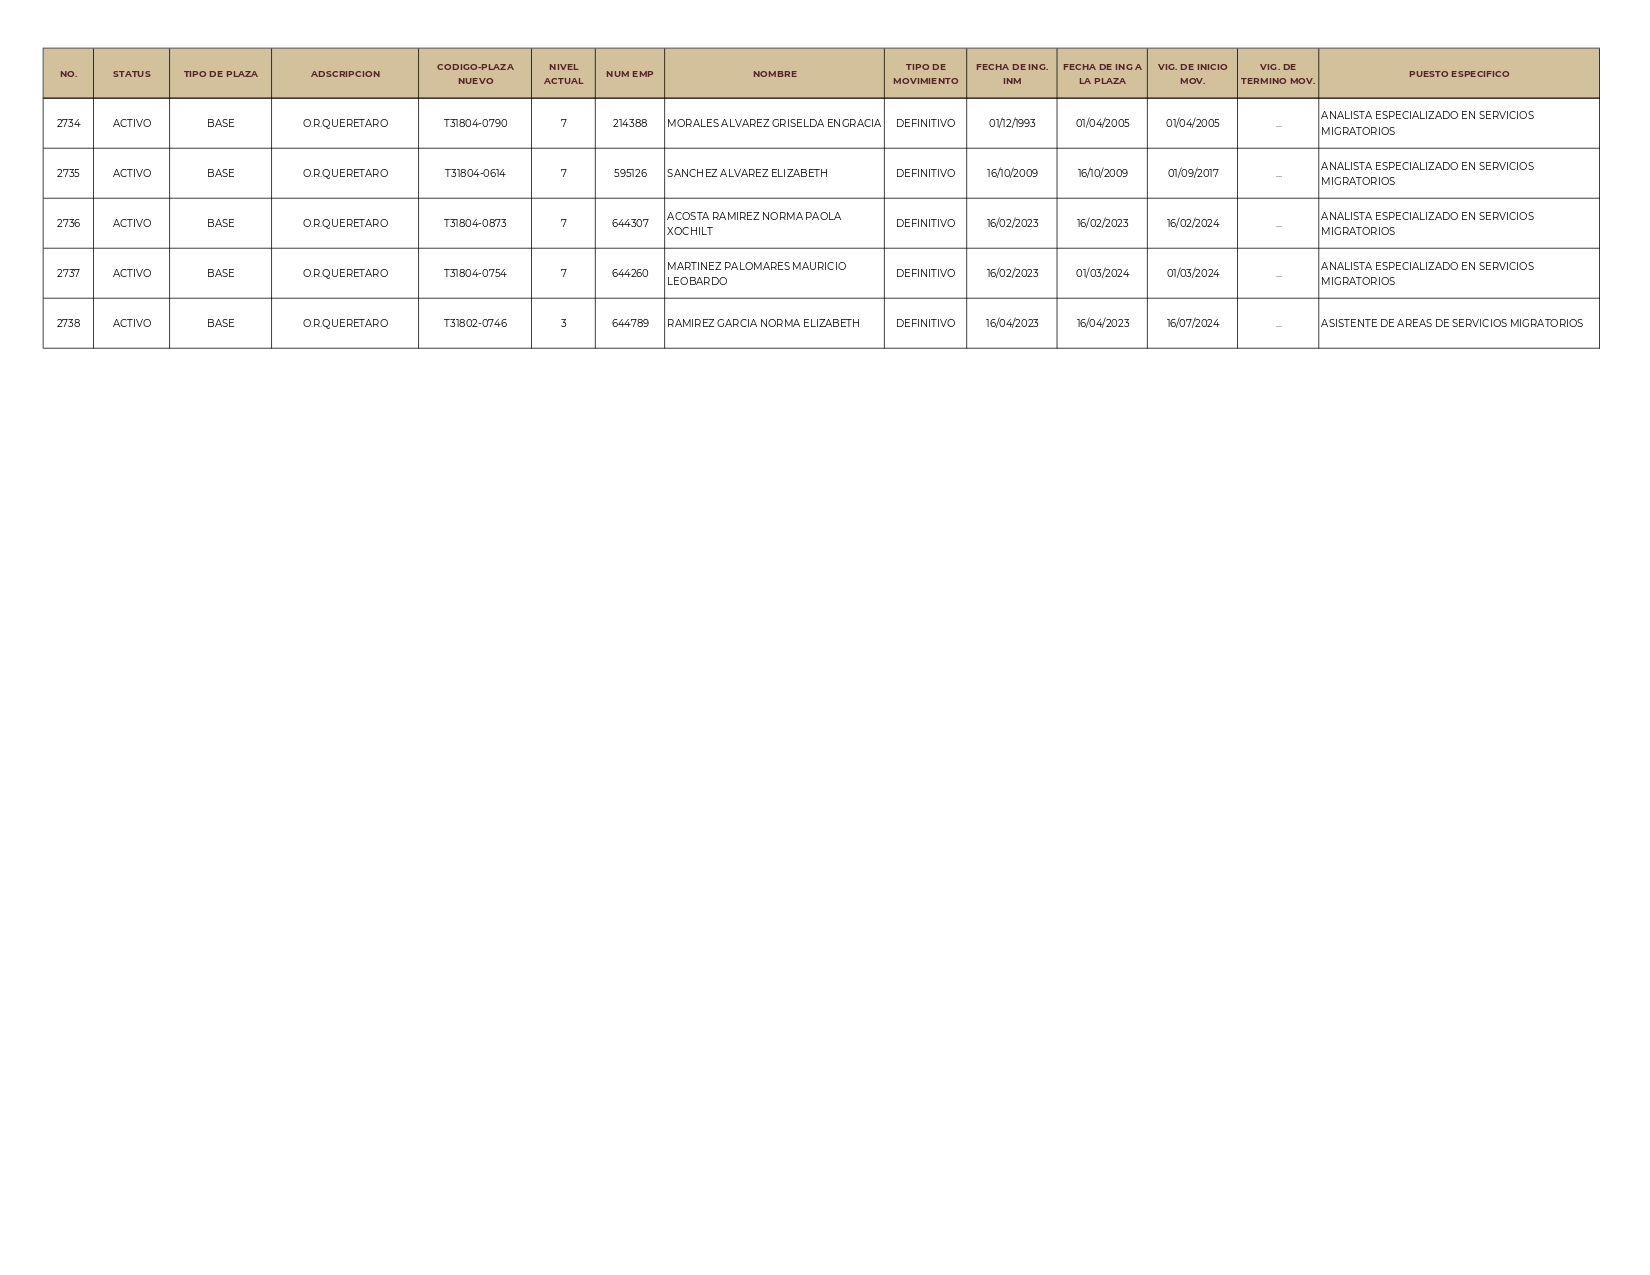 NO. STATUS TIPO DE PLAZA ADSCRIPCION CODIGO-PLAZA NUEVO NIVEL ACTUAL NUM EMP NOMBRE TIPO DE MOVIMIENTO FECHA DE ING. INM FECHA DE ING A LA PLAZA VIG. DE INICIO MOV. VIG. DE TERMINO MOV. PUESTO ESPECIFICO
2734 ACTIVO BASE O.R.QUERETARO T31804-0790 7 214388 MORALES ALVAREZ GRISELDA ENGRACIA DEFINITIVO 01/12/1993 01/04/2005 01/04/2005 _ ANALISTA ESPECIALIZADO EN SERVICIOS MIGRATORIOS
2735 ACTIVO BASE O.R.QUERETARO T31804-0614 7 595126 SANCHEZ ALVAREZ ELIZABETH DEFINITIVO 16/10/2009 16/10/2009 01/09/2017 _ ANALISTA ESPECIALIZADO EN SERVICIOS MIGRATORIOS
2736 ACTIVO BASE O.R.QUERETARO T31804-0873 7 644307 ACOSTA RAMIREZ NORMA PAOLA XOCHILT DEFINITIVO 16/02/2023 16/02/2023 16/02/2024 _ ANALISTA ESPECIALIZADO EN SERVICIOS MIGRATORIOS
2737 ACTIVO BASE O.R.QUERETARO T31804-0754 7 644260 MARTINEZ PALOMARES MAURICIO LEOBARDO DEFINITIVO 16/02/2023 01/03/2024 01/03/2024 _ ANALISTA ESPECIALIZADO EN SERVICIOS MIGRATORIOS
2738 ACTIVO BASE O.R.QUERETARO T31802-0746 3 644789 RAMIREZ GARCIA NORMA ELIZABETH DEFINITIVO 16/04/2023 16/04/2023 16/07/2024 _ ASISTENTE DE AREAS DE SERVICIOS MIGRATORIOS